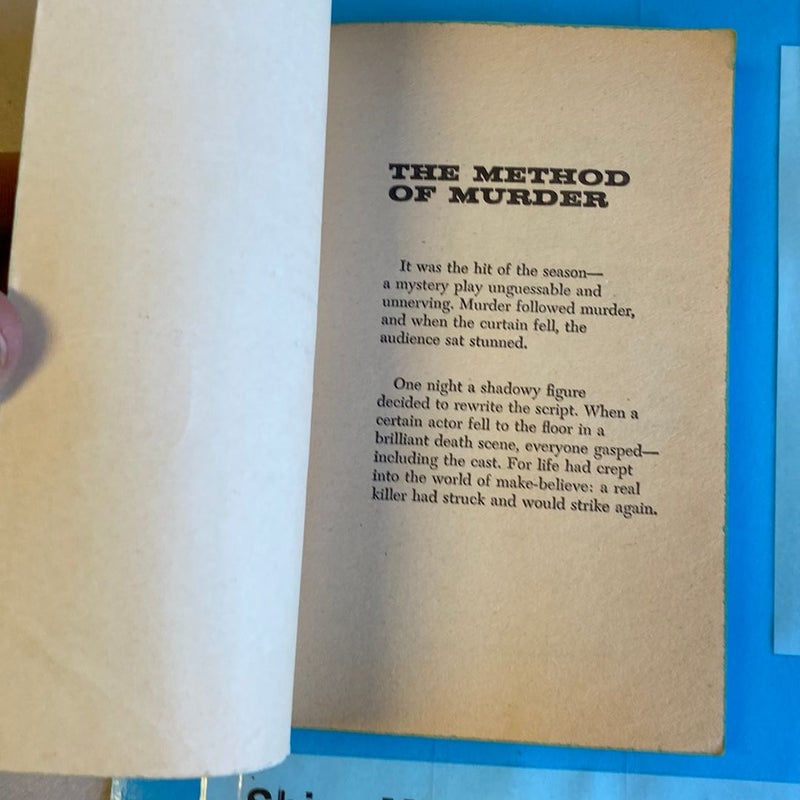 THE METHOD
OF MURDER
It was the hit of the season—
a mystery play unguessable and
unnerving. Murder followed murder,
and when the curtain fell, the
audience sat stunned.
One night a shadowy figure
decided to rewrite the script. When a
certain actor fell to the floor in a
brilliant death scene, everyone gasped—
including the cast. For life had crept
into the world of make-believe: a real
killer had struck and would strike again.